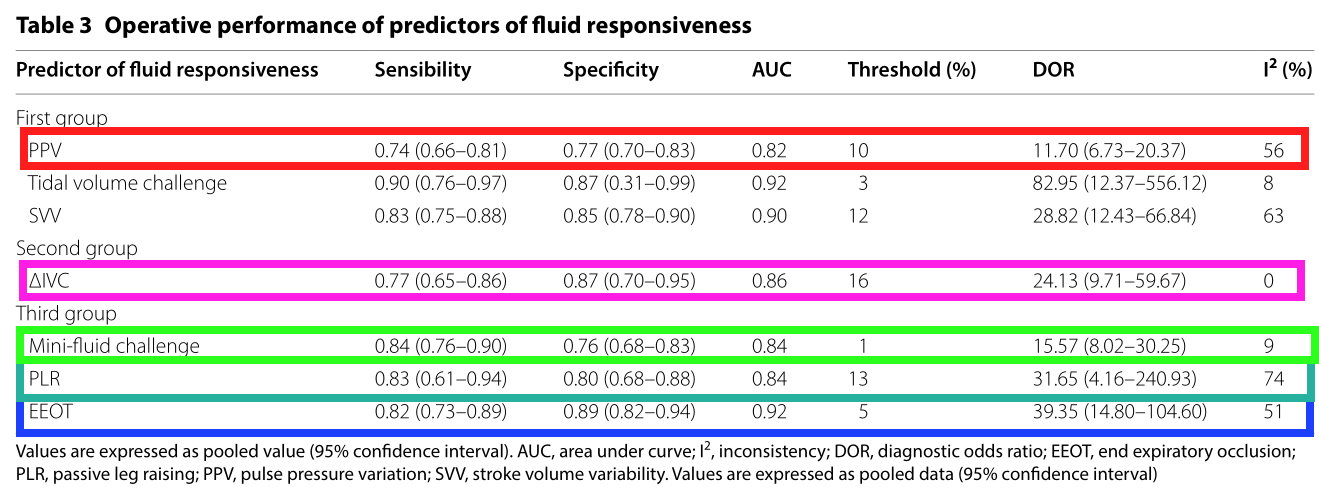 Table 3 Operative performance of predictors of fluid responsiveness
Predictor of fluid responsiveness Sensibility Specificity AUC Threshold (%) DOR I² (%)
First group
PPV 0.74 (0.66–0.81) 0.77 (0.70–0.83) 0.82 10 11.70 (6.73–20.37) 56
Tidal volume challenge 0.90 (0.76–0.97) 0.87 (0.31–0.99) 0.92 3 82.95 (12.37–556.12) 8
SVV 0.83 (0.75–0.88) 0.85 (0.78–0.90) 0.90 12 28.82 (12.43–66.84) 63
Second group
ΔIVC 0.77 (0.65–0.86) 0.87 (0.70–0.95) 0.86 16 24.13 (9.71–59.67) 0
Third group
Mini-fluid challenge 0.84 (0.76–0.90) 0.76 (0.68–0.83) 0.84 1 15.57 (8.02–30.25) 9
PLR 0.83 (0.61–0.94) 0.80 (0.68–0.88) 0.84 13 31.65 (4.16–240.93) 74
EEOT 0.82 (0.73–0.89) 0.89 (0.82–0.94) 0.92 5 39.35 (14.80–104.60) 51
Values are expressed as pooled value (95% confidence interval). AUC, area under curve; I², inconsistency; DOR, diagnostic odds ratio; EEOT, end expiratory occlusion;
PLR, passive leg raising; PPV, pulse pressure variation; SVV, stroke volume variability. Values are expressed as pooled data (95% confidence interval)